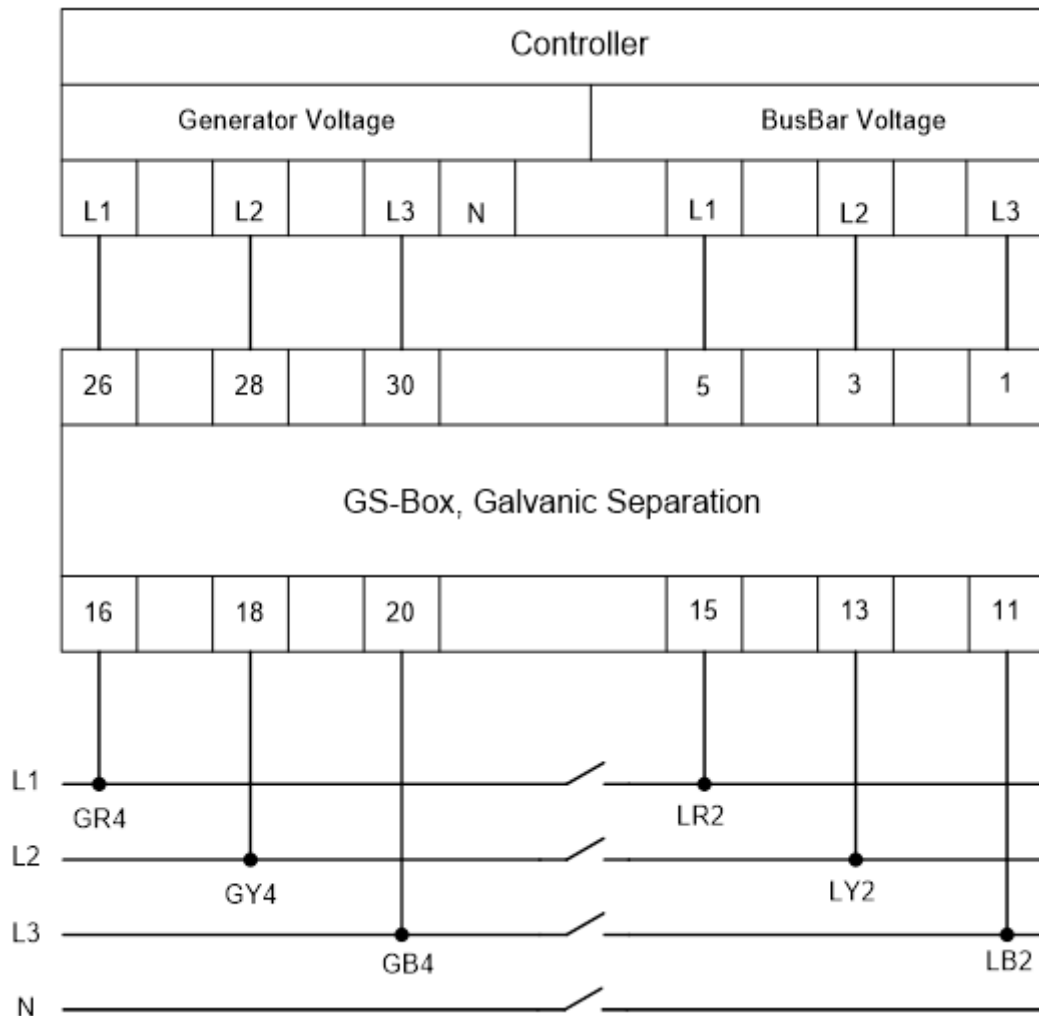 Controller
Generator Voltage BusBar Voltage
L1 L2 L3 N L1 L2 L3
26 28 30 5 3 1
GS-Box, Galvanic Separation
16 18 20 15 13 11
L1
GR4 LR2
L2
GY4 LY2
L3
GB4 LB2
N